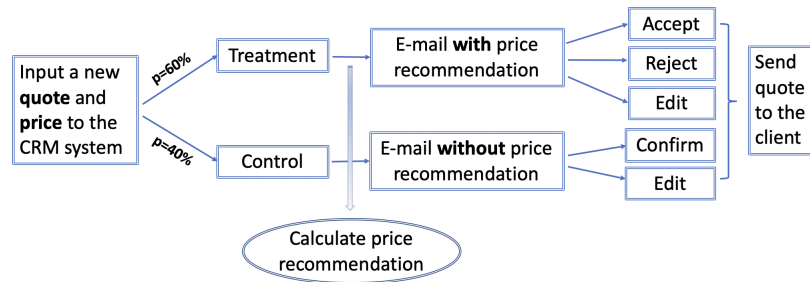 Input a new
quote and
price to the
CRM system
p=60%
p=40%
Treatment
Control
E-mail with price
recommendation
E-mail without price
recommendation
Accept
Reject
Edit
Confirm
Edit
Send
quote
to the
client
Calculate price
recommendation